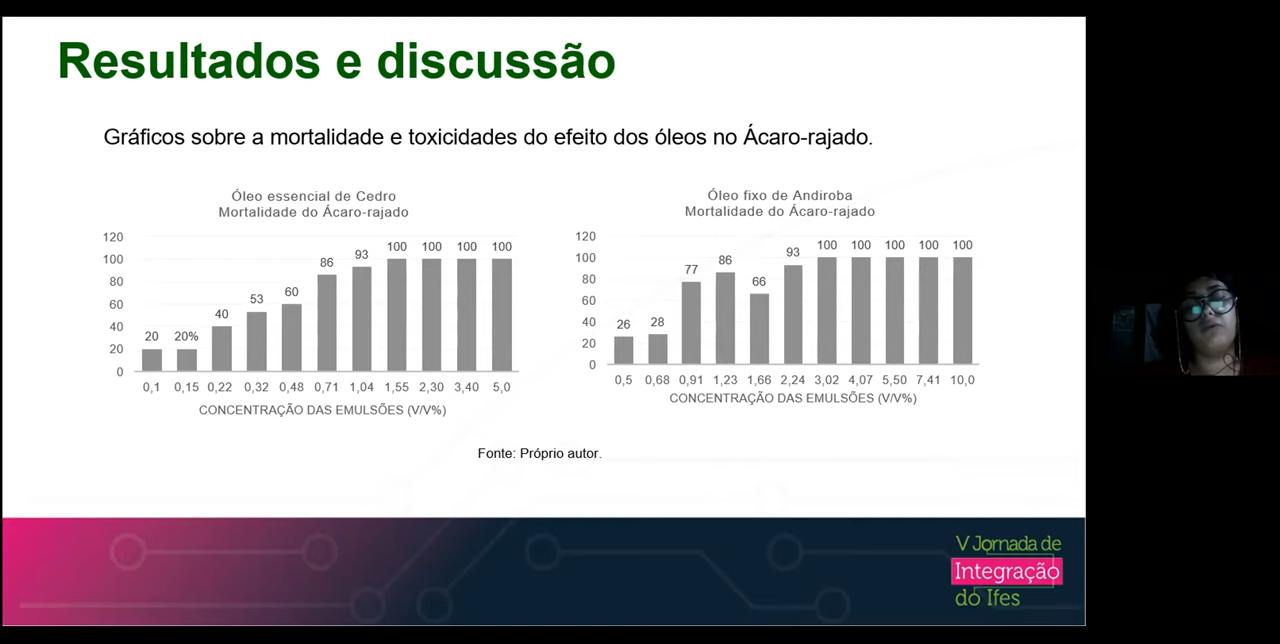 Resultados e discussão
Gráficos sobre a mortalidade e toxicidades do efeito dos óleos no Ácaro-rajado.
Óleo essencial de Cedro
Mortalidade do Ácaro-rajado
120
100
80
60
40
20
0
20 20% 40 53 60 86 93 100 100 100 100
0,1 0,15 0,22 0,32 0,48 0,71 1,04 1,55 2,30 3,40 5,0
CONCENTRAÇÃO DAS EMULSÕES (V/V%)
Óleo fixo de Andiroba
Mortalidade do Ácaro-rajado
120
100
80
60
40
20
0
26 28 77 86 66 93 100 100 100 100 100
0,5 0,68 0,91 1,23 1,66 2,24 3,02 4,07 5,50 7,41 10,0
CONCENTRAÇÃO DAS EMULSÕES (V/V%)
Fonte: Próprio autor.
V Jornada de
Integração
do Ifes